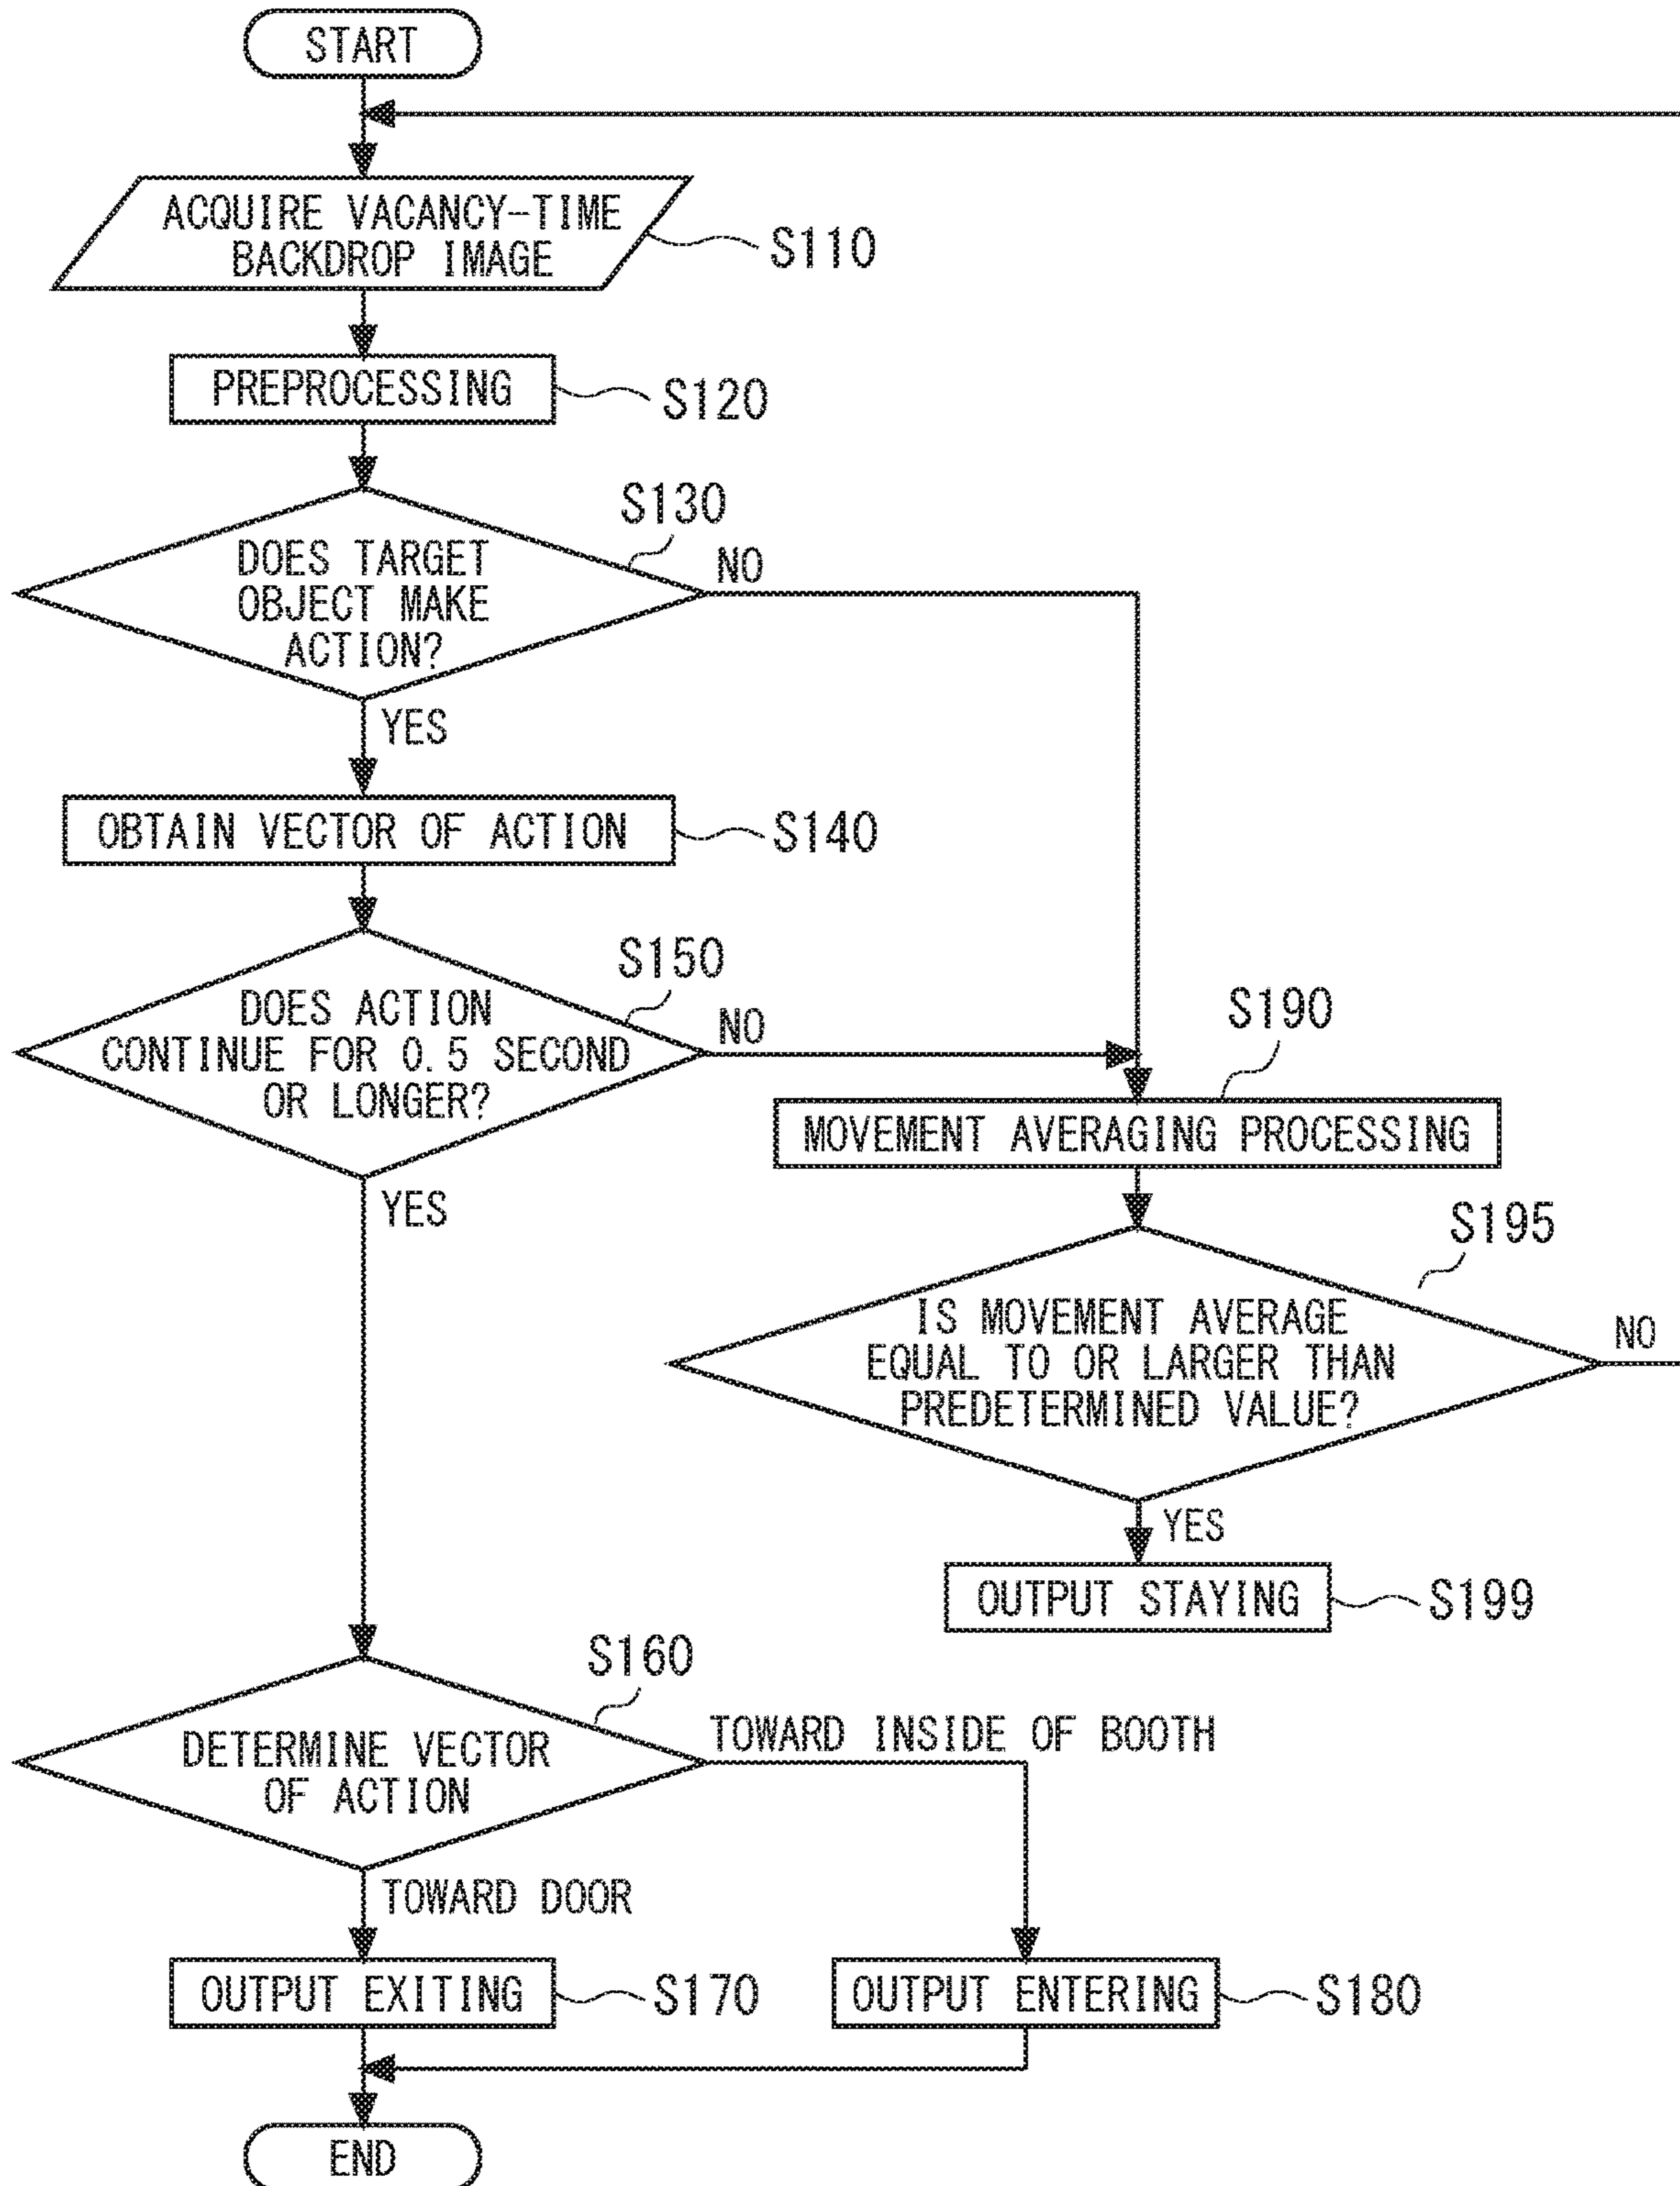 START
ACQUIRE VACANCY-TIME
BACKDROP IMAGE
S110
PREPROCESSING
S120
S130
DOES TARGET
OBJECT MAKE
ACTION?
NO
YES
OBTAIN VECTOR OF ACTION
S140
S150
DOES ACTION
CONTINUE FOR 0.5 SECOND
OR LONGER?
NO
YES
S190
MOVEMENT AVERAGING PROCESSING
S195
IS MOVEMENT AVERAGE
EQUAL TO OR LARGER THAN
PREDETERMINED VALUE?
NO
YES
OUTPUT STAYING
S199
S160
DETERMINE VECTOR
OF ACTION
TOWARD INSIDE OF BOOTH
TOWARD DOOR
OUTPUT EXITING
S170
OUTPUT ENTERING
S180
END